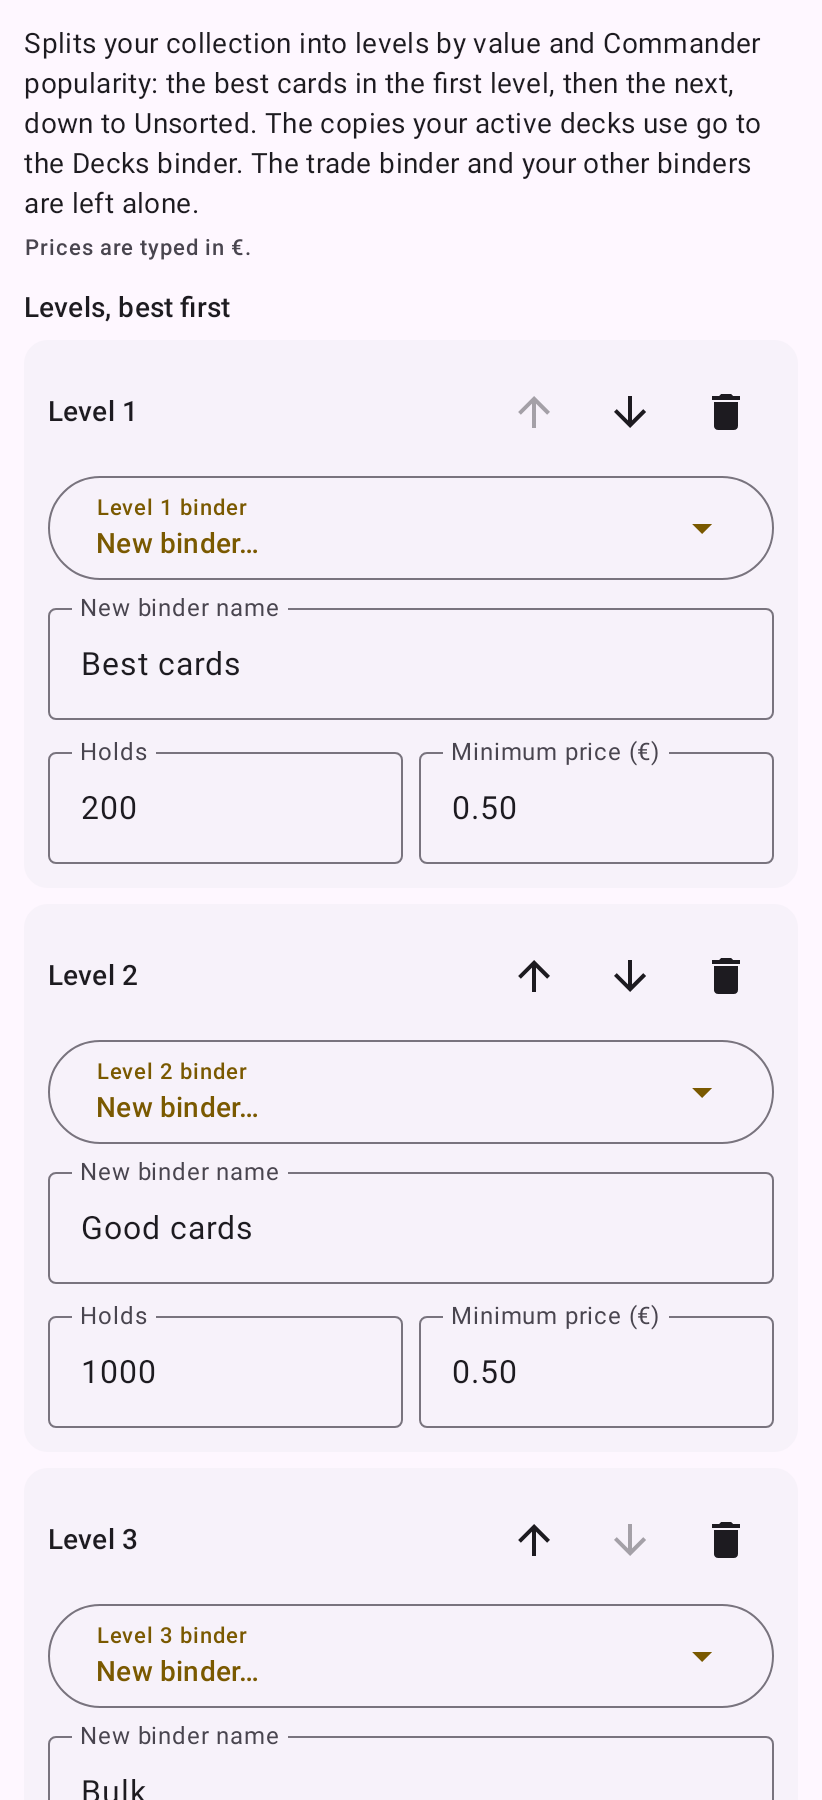 Splits your collection into levels by value and Commander
popularity: the best cards in the first level, then the next,
down to Unsorted. The copies your active decks use go to
the Decks binder. The trade binder and your other binders
are left alone.
Prices are typed in €.
Levels, best first
Level 1
Level 1 binder
New binder…
New binder name
Best cards
Holds
200
Minimum price (€)
0.50
Level 2
Level 2 binder
New binder…
New binder name
Good cards
Holds
1000
Minimum price (€)
0.50
Level 3
Level 3 binder
New binder…
New binder name
Bulk